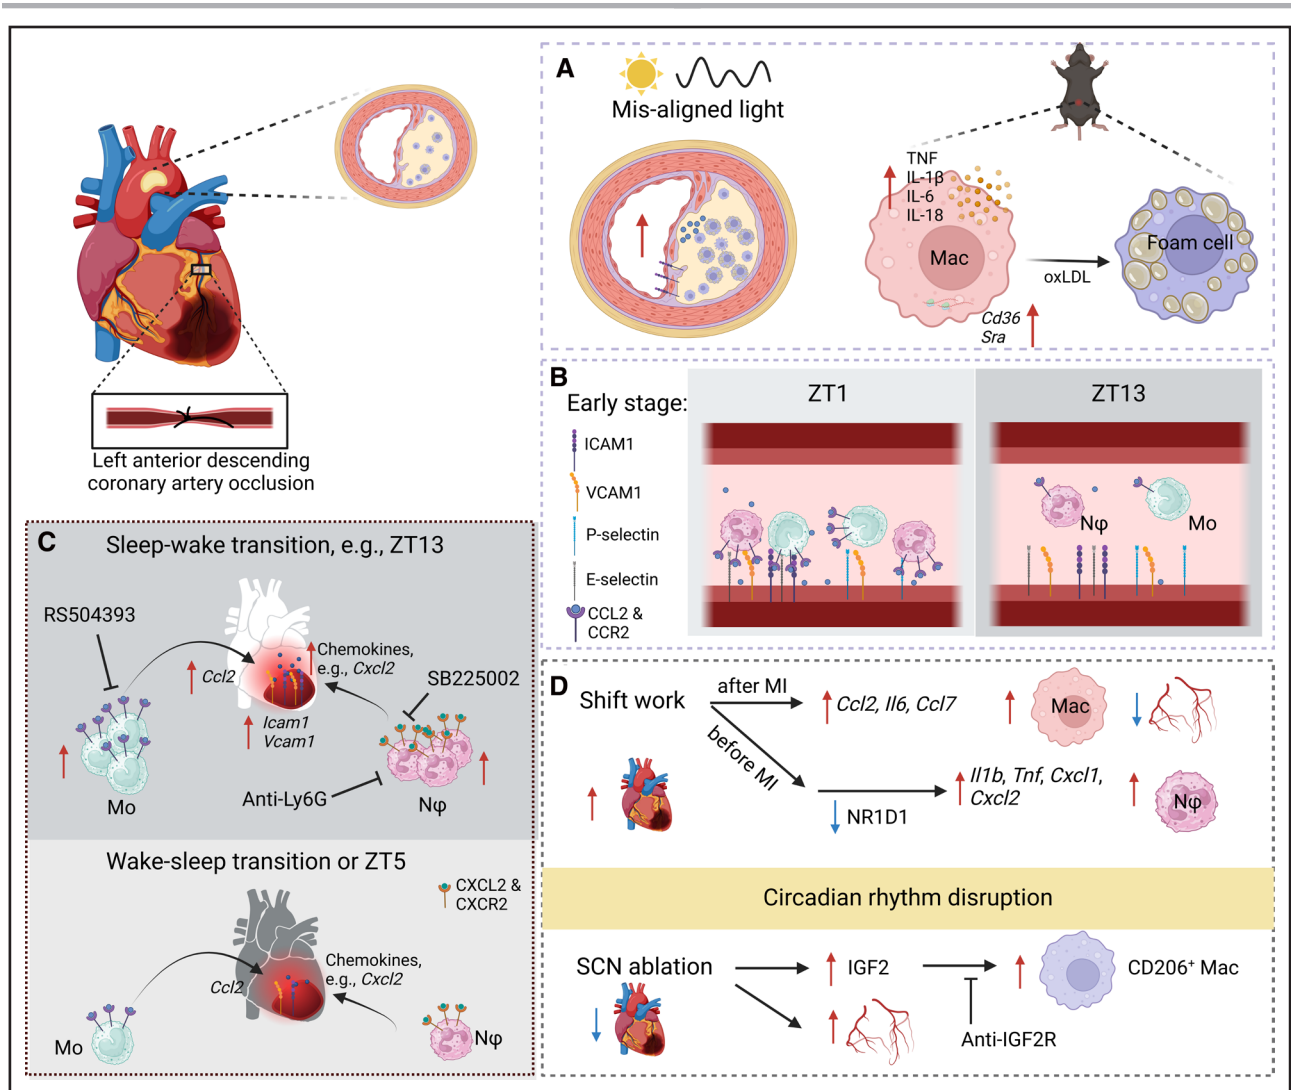 Left anterior descending
coronary artery occlusion
A
Mis-aligned light
TNF
IL-1β
IL-6
IL-18
Mac
oxLDL
Foam cell
Cd36
Sra
B
Early stage:
ICAM1
VCAM1
P-selectin
E-selectin
CCL2 &
CCR2
ZT1
ZT13
Nφ
Mo
C
Sleep-wake transition, e.g., ZT13
RS504393
Ccl2
Chemokines,
e.g., Cxcl2
SB225002
Icam1
Vcam1
Anti-Ly6G
Mo
Nφ
Wake-sleep transition or ZT5
CXCL2 &
CXCR2
Chemokines,
e.g., Cxcl2
Ccl2
Mo
Nφ
D
Shift work
after MI
Ccl2, Il6, Ccl7
Mac
before MI
NR1D1
Il1b, Tnf, Cxcl1,
Cxcl2
Nφ
Circadian rhythm disruption
SCN ablation
IGF2
CD206⁺ Mac
Anti-IGF2R